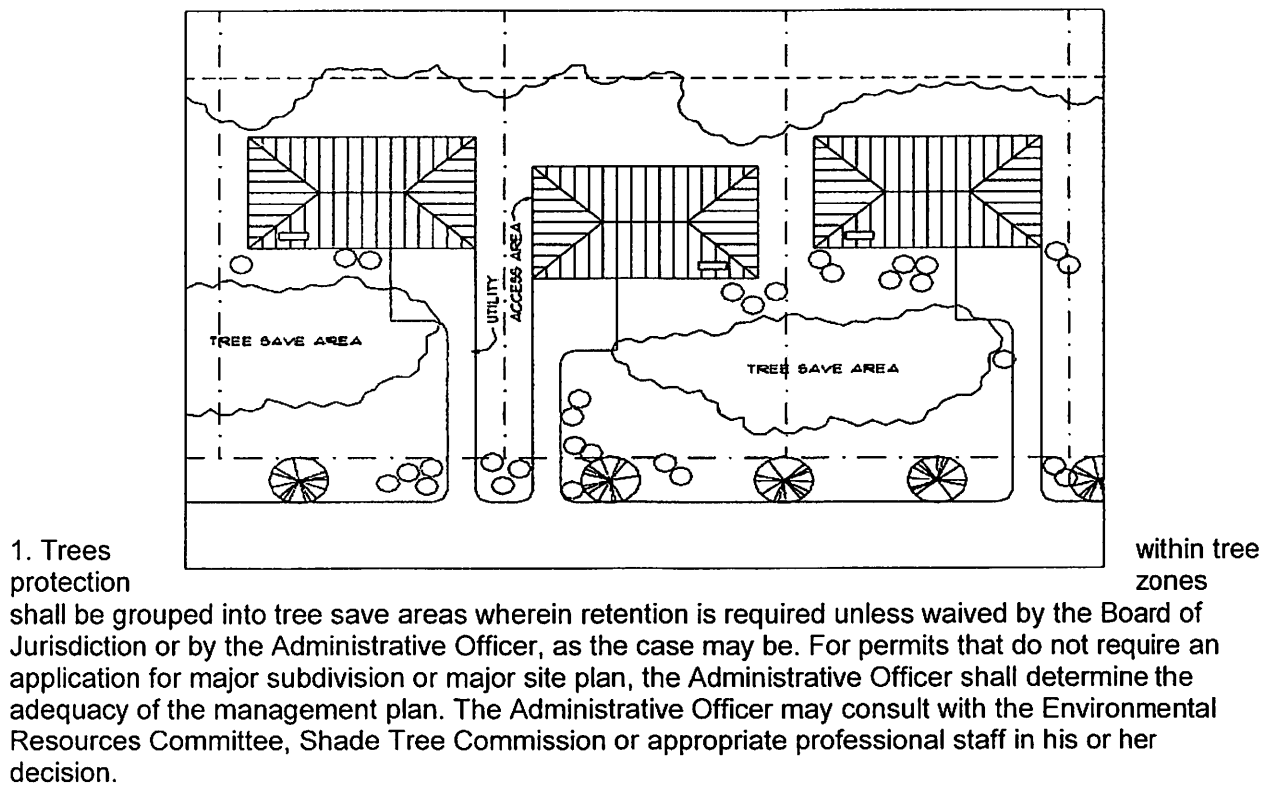 UTILITY
ACCESS AREA
TREE SAVE AREA
TREE SAVE AREA
1. Trees within tree
protection zones
shall be grouped into tree save areas wherein retention is required unless waived by the Board of
Jurisdiction or by the Administrative Officer, as the case may be. For permits that do not require an
application for major subdivision or major site plan, the Administrative Officer shall determine the
adequacy of the management plan. The Administrative Officer may consult with the Environmental
Resources Committee, Shade Tree Commission or appropriate professional staff in his or her
decision.